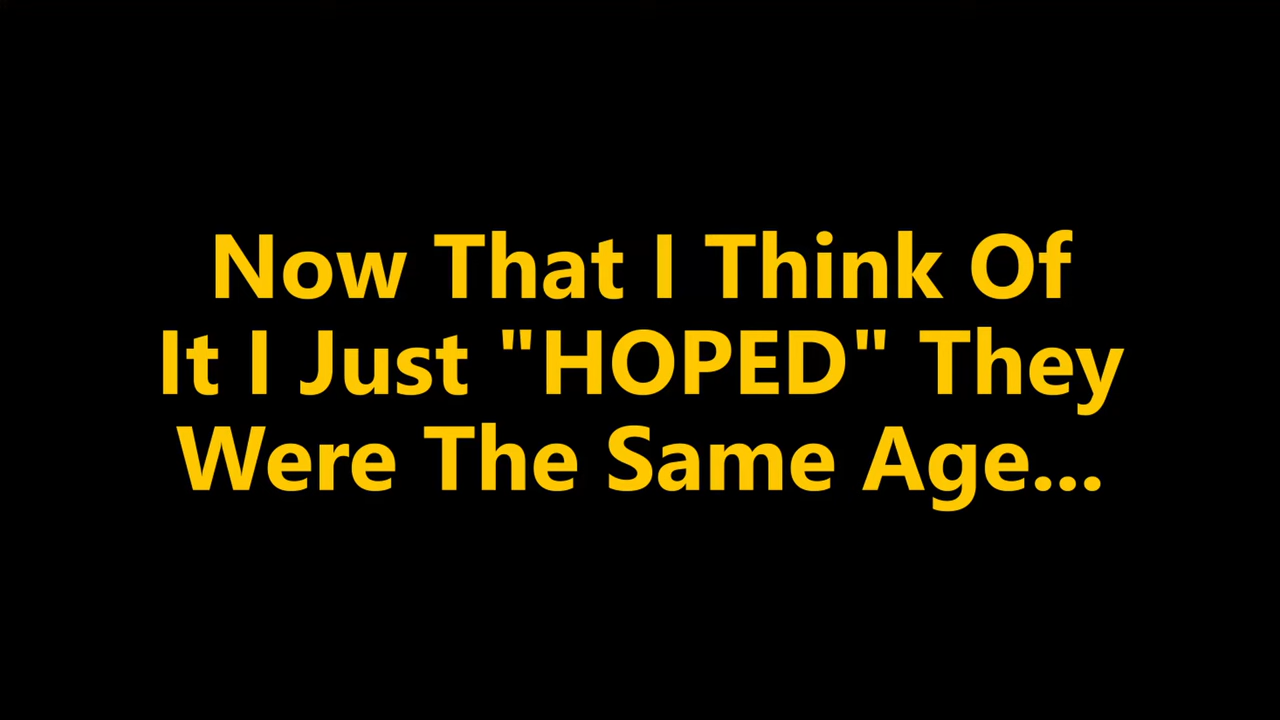 Now That I Think Of
It I Just "HOPED" They
Were The Same Age...